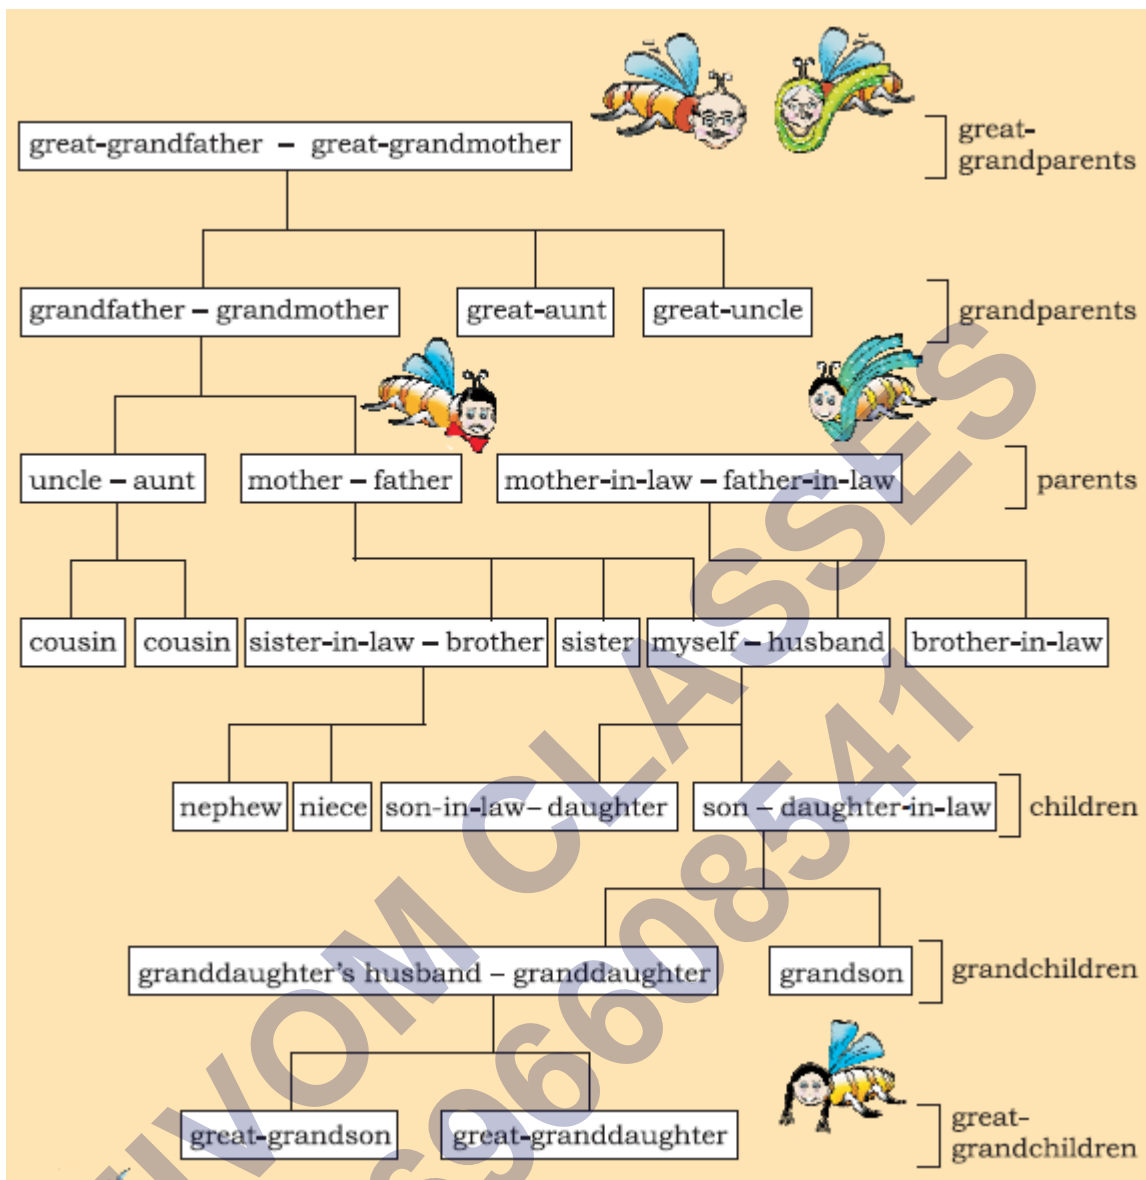 great-grandfather – great-grandmother
great-
grandparents
grandfather – grandmother
great-aunt
great-uncle
grandparents
uncle – aunt
mother – father
mother-in-law – father-in-law
parents
cousin
cousin
sister-in-law – brother
sister
myself – husband
brother-in-law
nephew
niece
son-in-law– daughter
son – daughter-in-law
children
granddaughter's husband – granddaughter
grandson
grandchildren
great-grandson
great-granddaughter
great-
grandchildren
CLASSES